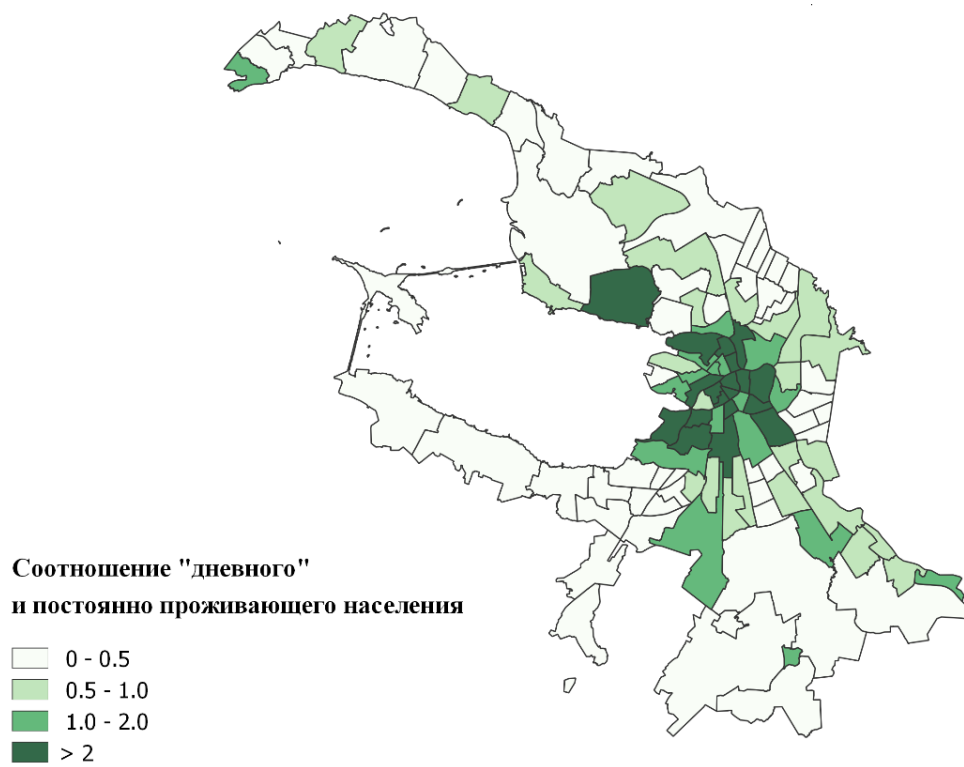 Соотношение "дневного"
и постоянно проживающего населения
0 - 0.5
0.5 - 1.0
1.0 - 2.0
> 2